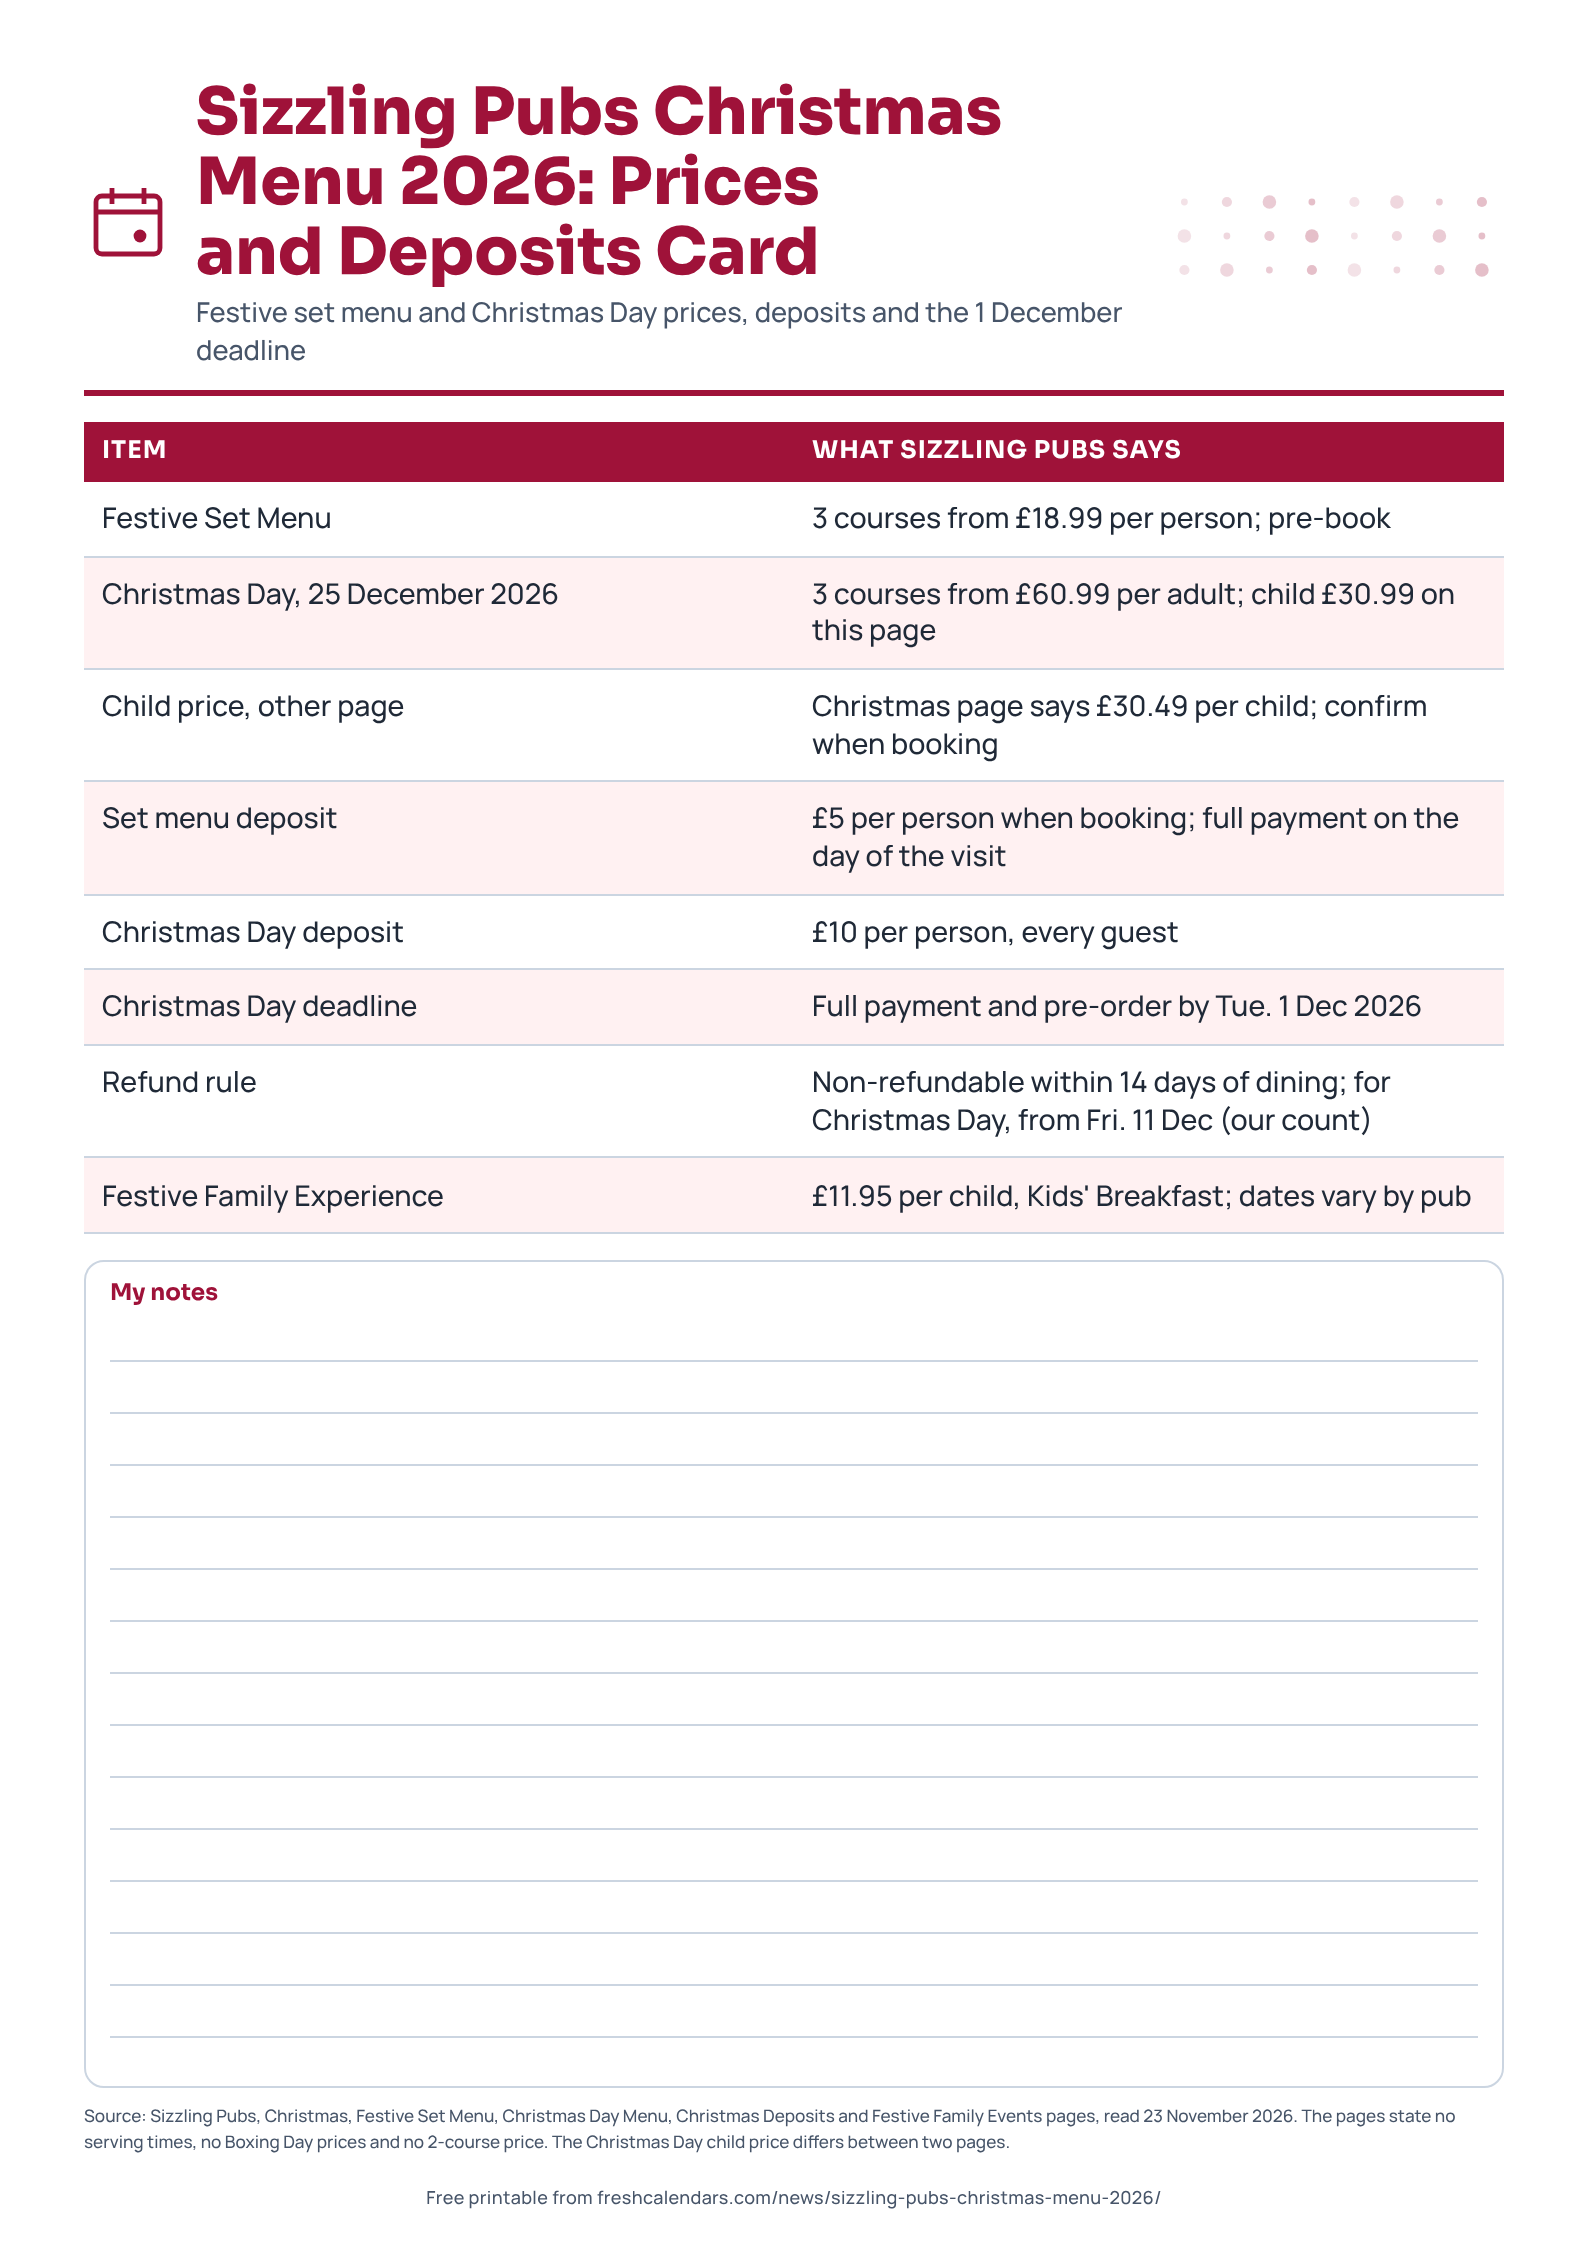 Sizzling Pubs Christmas
Menu 2026: Prices
and Deposits Card
Festive set menu and Christmas Day prices, deposits and the 1 December
deadline
ITEM
WHAT SIZZLING PUBS SAYS
Festive Set Menu
3 courses from £18.99 per person; pre-book
Christmas Day, 25 December 2026
3 courses from £60.99 per adult; child £30.99 on
this page
Child price, other page
Christmas page says £30.49 per child; confirm
when booking
Set menu deposit
£5 per person when booking; full payment on the
day of the visit
Christmas Day deposit
£10 per person, every guest
Christmas Day deadline
Full payment and pre-order by Tue. 1 Dec 2026
Refund rule
Non-refundable within 14 days of dining; for
Christmas Day, from Fri. 11 Dec (our count)
Festive Family Experience
£11.95 per child, Kids' Breakfast; dates vary by pub
My notes
Source: Sizzling Pubs, Christmas, Festive Set Menu, Christmas Day Menu, Christmas Deposits and Festive Family Events pages, read 23 November 2026. The pages state no
serving times, no Boxing Day prices and no 2-course price. The Christmas Day child price differs between two pages.
Free printable from freshcalendars.com/news/sizzling-pubs-christmas-menu-2026/